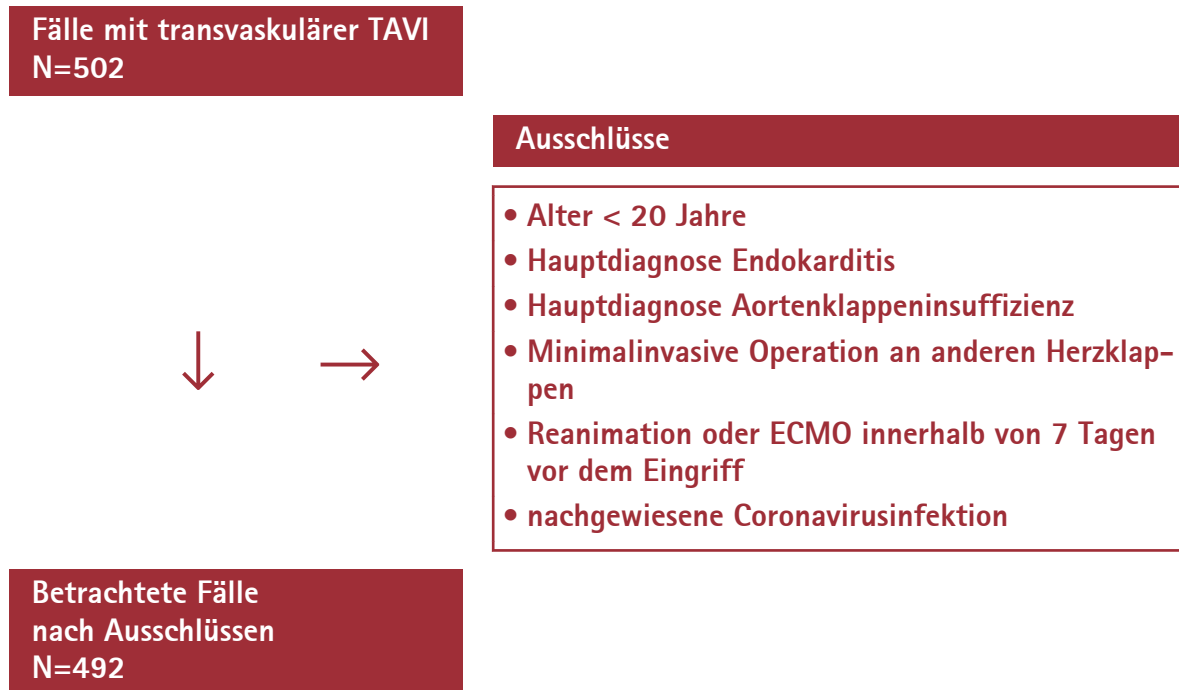 Fälle mit transvaskulärer TAVI
N=502
Ausschlüsse
• Alter < 20 Jahre
• Hauptdiagnose Endokarditis
• Hauptdiagnose Aortenklappeninsuffizienz
• Minimalinvasive Operation an anderen Herzklap-
pen
• Reanimation oder ECMO innerhalb von 7 Tagen
vor dem Eingriff
• nachgewiesene Coronavirusinfektion
Betrachtete Fälle
nach Ausschlüssen
N=492